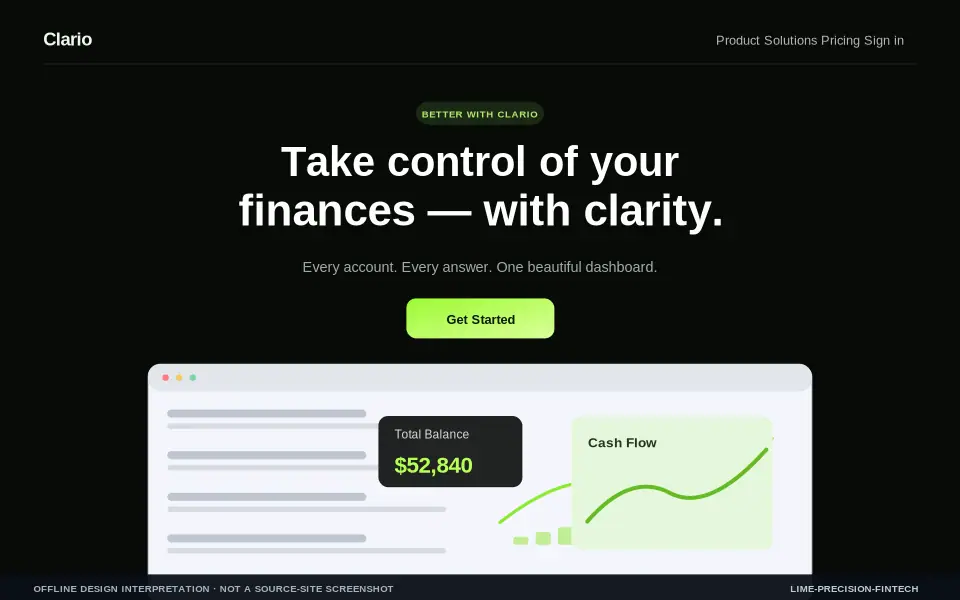 Clario
Product Solutions Pricing Sign in
BETTER WITH CLARIO
Take control of your
finances — with clarity.
Every account. Every answer. One beautiful dashboard.
Get Started
Total Balance
$52,840
Cash Flow
OFFLINE DESIGN INTERPRETATION · NOT A SOURCE-SITE SCREENSHOT
LIME-PRECISION-FINTECH